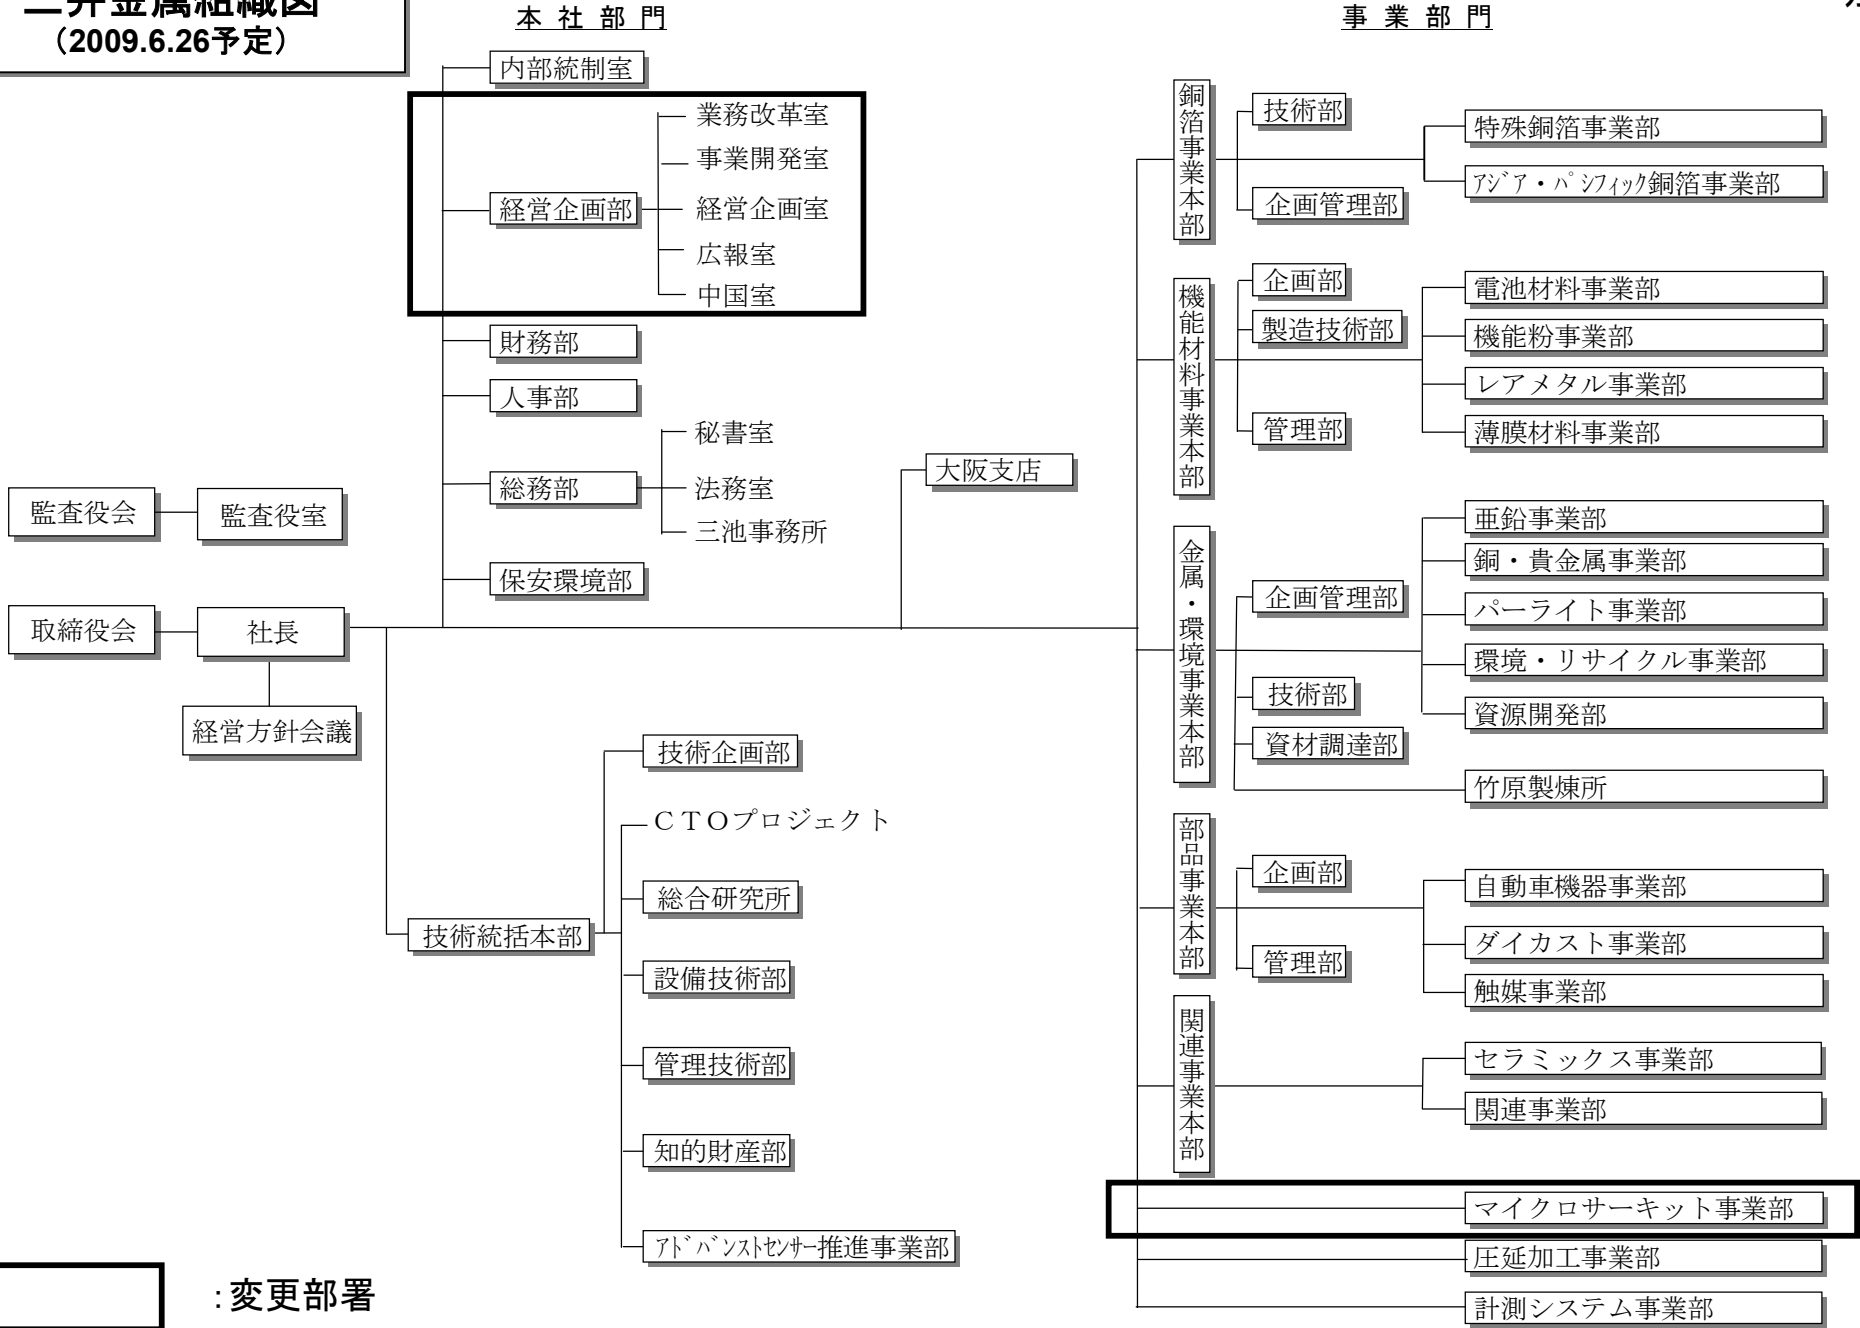 三井金属組織図
（2009.6.26予定）
本 社 部 門
内部統制室
業務改革室
事業開発室
経営企画部
経営企画室
広報室
中国室
財務部
人事部
秘書室
総務部
法務室
三池事務所
保安環境部
監査役会
監査役室
取締役会
社長
経営方針会議
大阪支店
技術企画部
ＣＴＯプロジェクト
総合研究所
技術統括本部
設備技術部
管理技術部
知的財産部
ｱﾄﾞﾊﾞﾝｽﾄｾﾝｻｰ推進事業部
事 業 部 門
銅箔事業本部
技術部
企画管理部
特殊銅箔事業部
ｱｼﾞｱ・ﾊﾟｼﾌｨｯｸ銅箔事業部
機能材料事業本部
企画部
製造技術部
管理部
電池材料事業部
機能粉事業部
レアメタル事業部
薄膜材料事業部
金属・環境事業本部
企画管理部
技術部
資材調達部
亜鉛事業部
銅・貴金属事業部
パーライト事業部
環境・リサイクル事業部
資源開発部
竹原製煉所
部品事業本部
企画部
管理部
自動車機器事業部
ダイカスト事業部
触媒事業部
関連事業本部
セラミックス事業部
関連事業部
マイクロサーキット事業部
圧延加工事業部
計測システム事業部
：変更部署